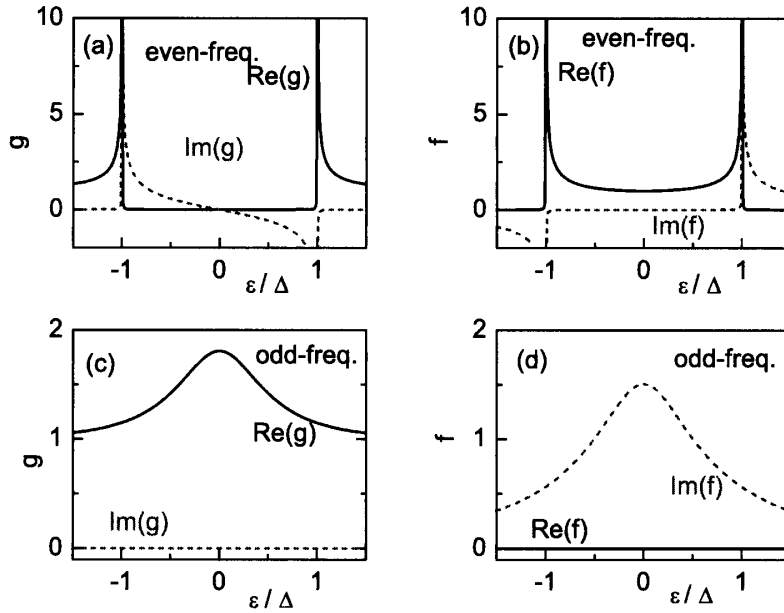 (a) even-freq.
Re(g)
Im(g)
g
10
5
0
-1 0 1
ε / Δ
(b) even-freq.
Re(f)
Im(f)
f
10
5
0
-1 0 1
ε / Δ
(c) odd-freq.
Re(g)
Im(g)
g
2
1
0
-1 0 1
ε / Δ
(d) odd-freq.
Im(f)
Re(f)
f
2
1
0
-1 0 1
ε / Δ